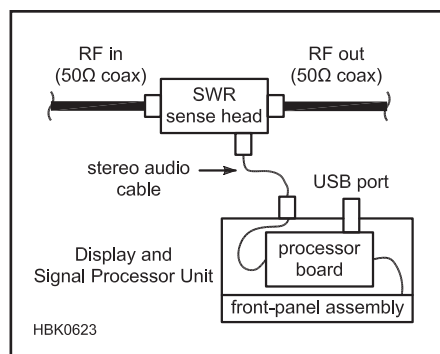 RF in
(50Ω coax)
SWR
sense head
RF out
(50Ω coax)
stereo audio
cable
USB port
Display and
Signal Processor Unit
processor
board
front-panel assembly
HBK0623